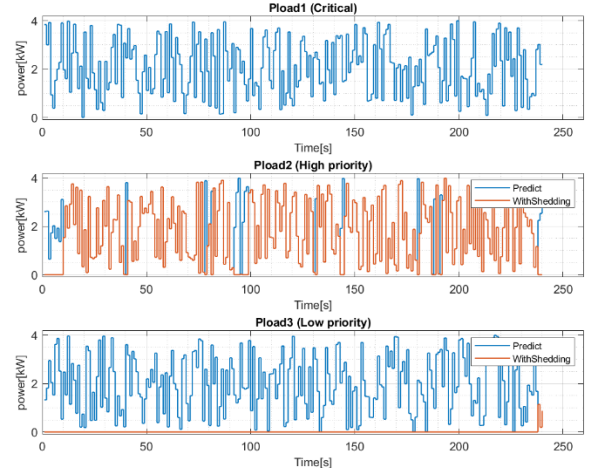 Pload1 (Critical)
4
2
0
power[kW]
0 50 100 150 200 250
Time[s]
Pload2 (High priority)
4
2
0
power[kW]
Predict
WithShedding
0 50 100 150 200 250
Time[s]
Pload3 (Low priority)
4
2
0
power[kW]
Predict
WithShedding
0 50 100 150 200 250
Time[s]